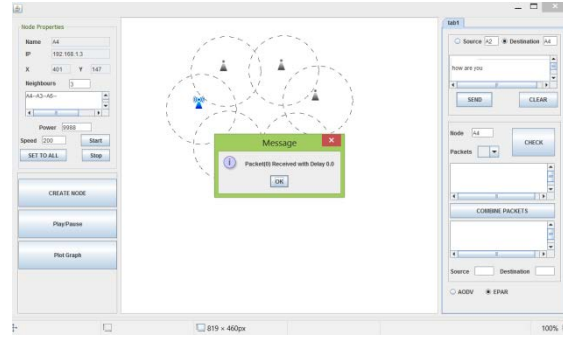 Node Properties
Name A4
IP 192.168.1.3
X 401 Y 147
Neighbours 3
A4--A3--A6--
Power 9988
Speed 200 Start
SET TO ALL Stop
CREATE NODE
Play/Pause
Plot Graph
Message
Packet(0) Received with Delay 0.0
OK
tab1
Source A2 Destination A4
how are you
SEND CLEAR
Node A4
Packets
CHECK
COMBINE PACKETS
Source Destination
AODV EPAR
819 × 460px
100%